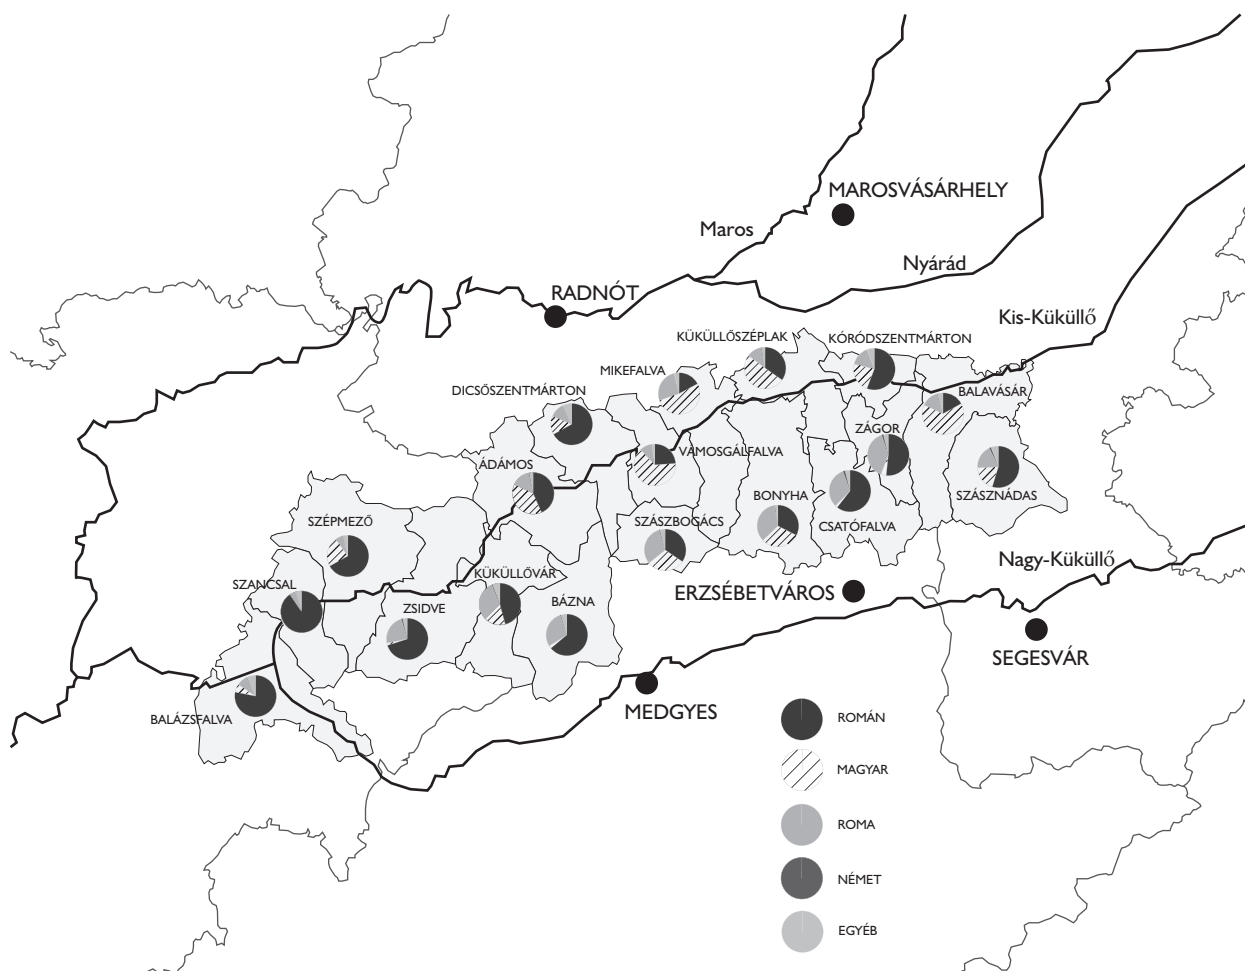 MAROSVÁSÁRHELY
Maros
Nyárád
RADNÓT
Kis-Küküllő
KÜKÜLLŐSZÉPLAK
KÓRÓDSZENTMÁRTON
MIKEFALVA
DICSŐSZENTMÁRTON
BALAVÁSÁR
ZÁGOR
VÁMOSGÁLFALVA
ÁDÁMOS
SZÁSZNÁDAS
BONYHA
SZÉPMEZŐ
SZÁSZBOGÁCS
CSATÓFALVA
Nagy-Küküllő
KÜKÜLLŐVÁR
SZANCSAL
ERZSÉBETVÁROS
BÁZNA
ZSIDVE
SEGESVÁR
MEDGYES
BALÁZSFALVA
ROMÁN
MAGYAR
ROMA
NÉMET
EGYÉB